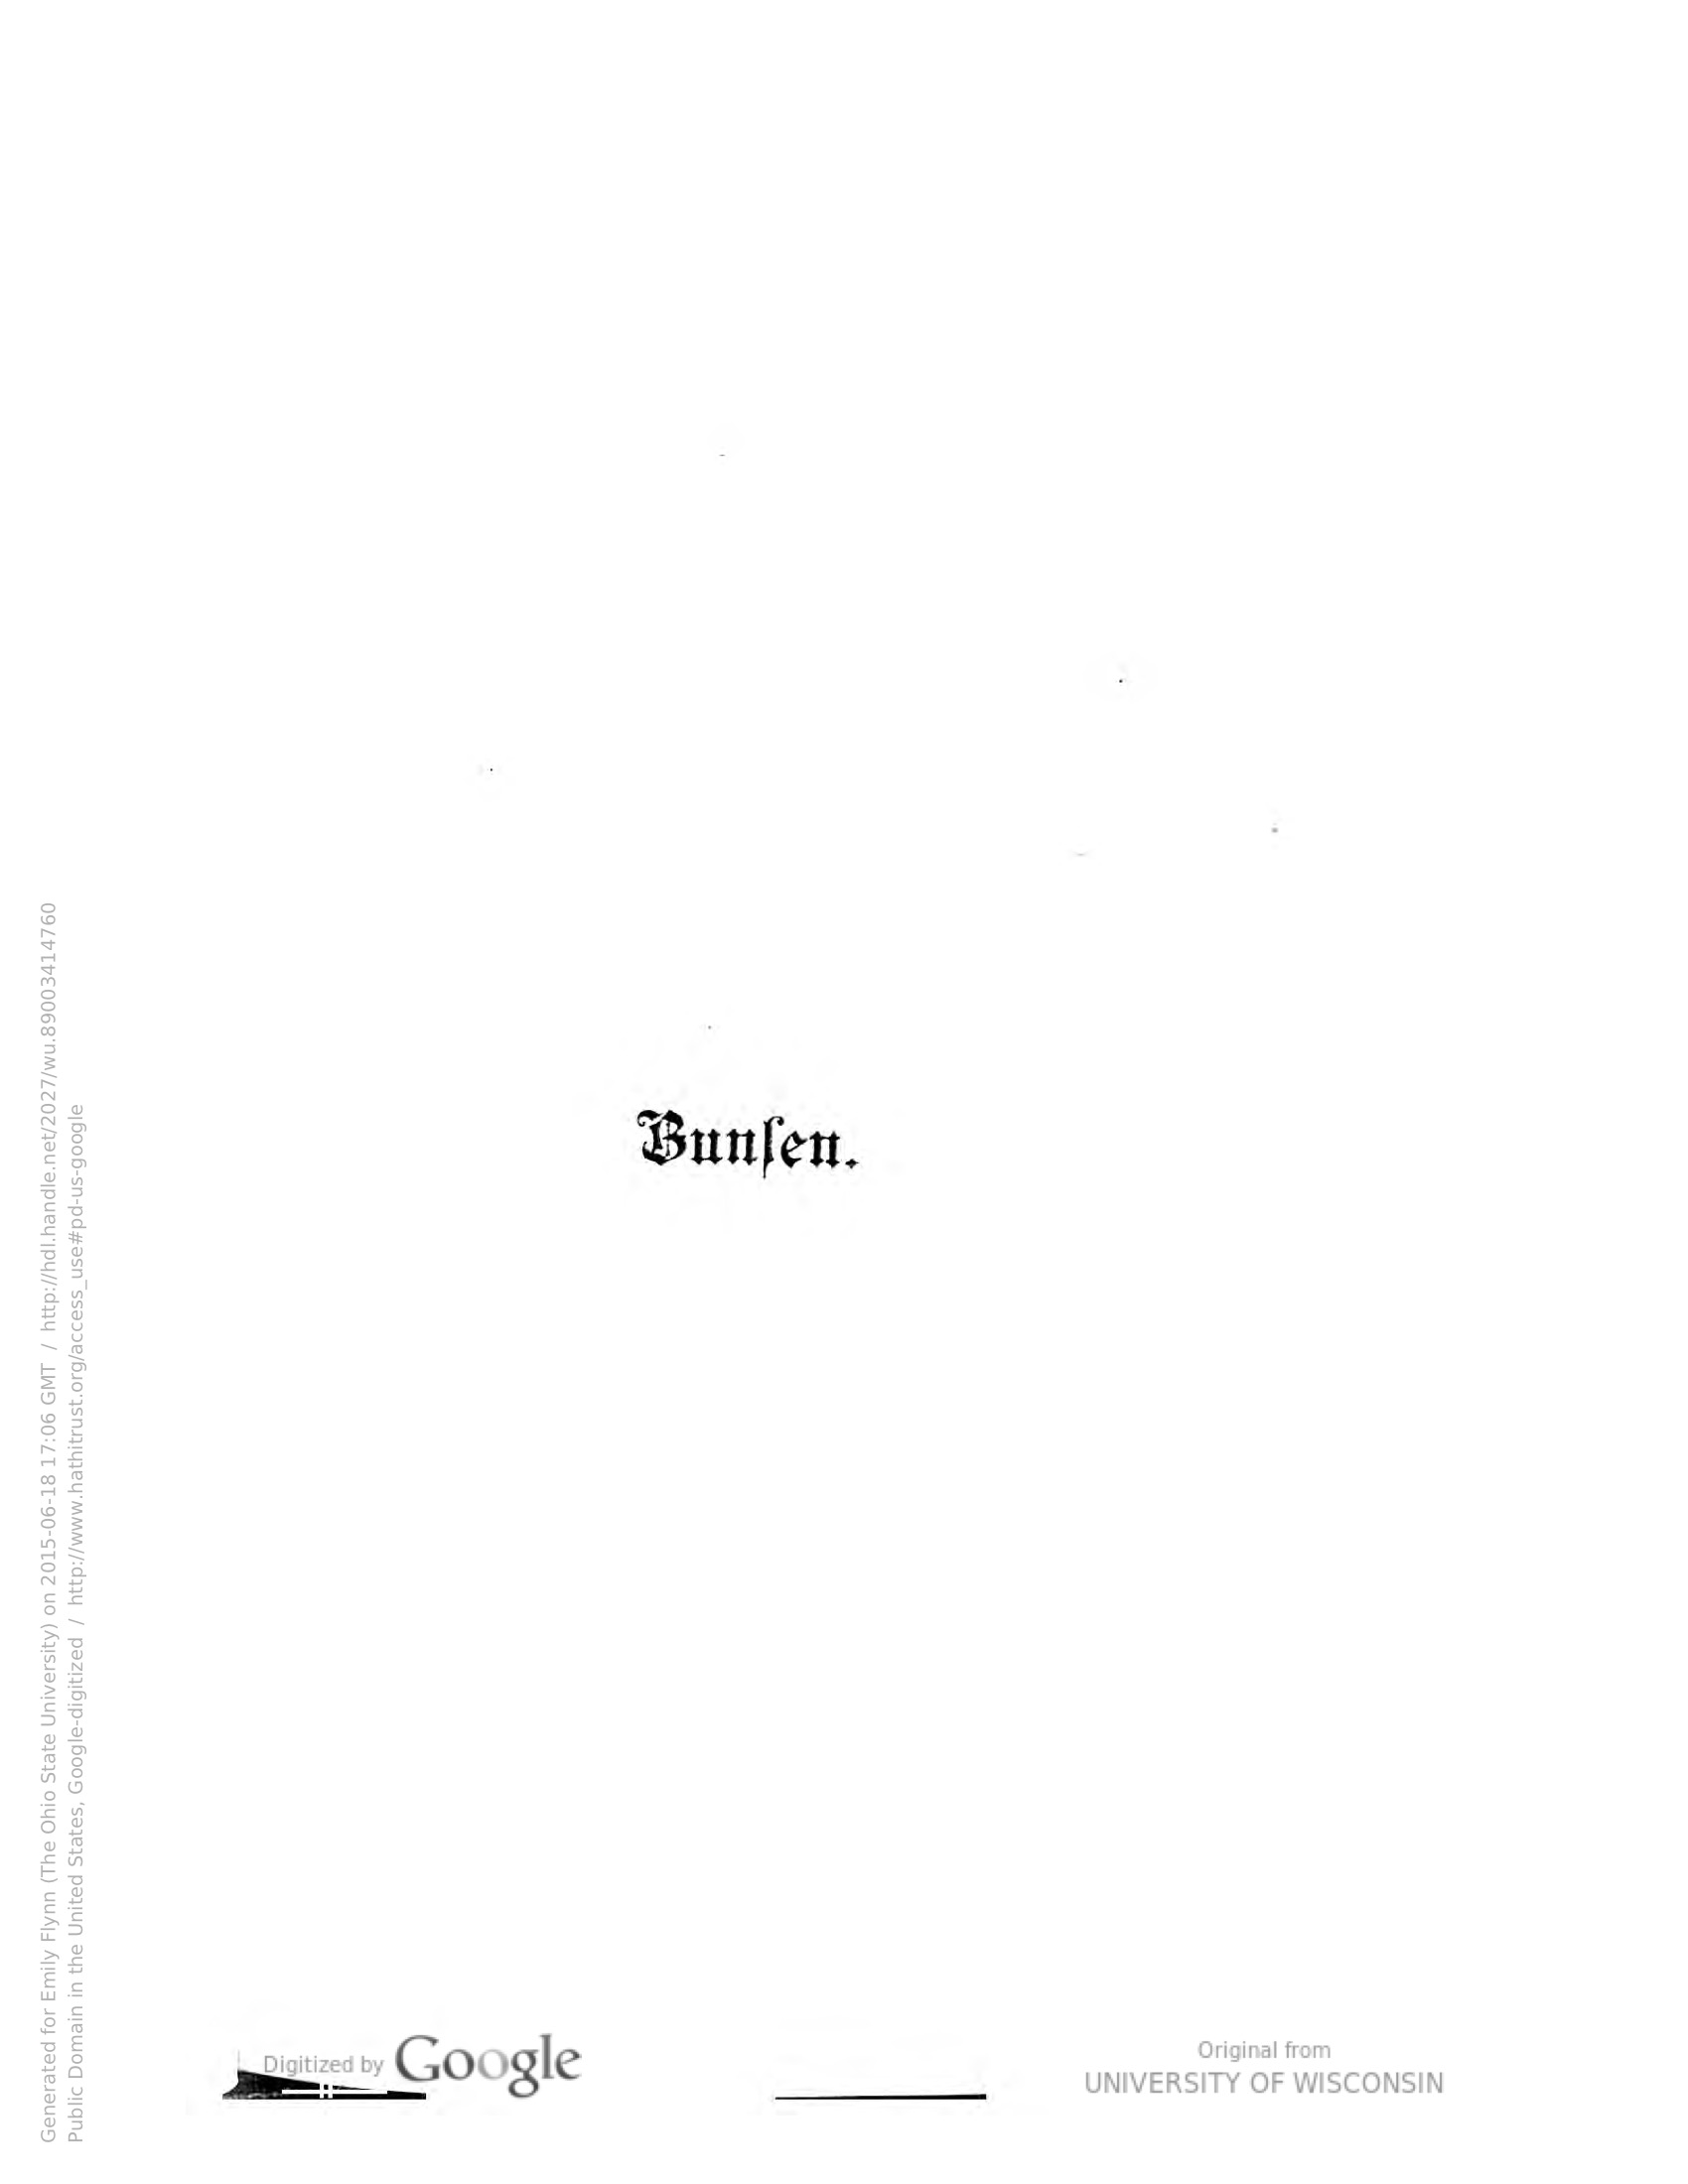 Bunſen.
Generated for Emily Flynn (The Ohio State University) on 2015-06-18 17:06 GMT / http://hdl.handle.net/2027/wu.89003414760
Public Domain in the United States, Google-digitized / http://www.hathitrust.org/access_use#pd-us-google
Digitized by Google
Original from
UNIVERSITY OF WISCONSIN